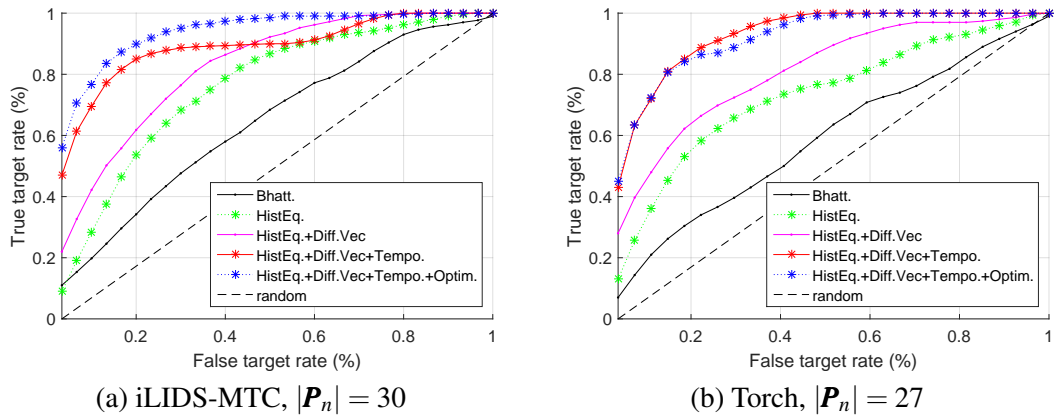 1
0.8
0.6
0.4
0.2
0
0.2
0.4
0.6
0.8
1
True target rate (%)
False target rate (%)
Bhatt.
HistEq.
HistEq.+Diff.Vec
HistEq.+Diff.Vec+Tempo.
HistEq.+Diff.Vec+Tempo.+Optim.
random
(a) iLIDS-MTC, |𝑷ₙ| = 30
1
0.8
0.6
0.4
0.2
0
0.2
0.4
0.6
0.8
1
True target rate (%)
False target rate (%)
Bhatt.
HistEq.
HistEq.+Diff.Vec
HistEq.+Diff.Vec+Tempo.
HistEq.+Diff.Vec+Tempo.+Optim.
random
(b) Torch, |𝑷ₙ| = 27